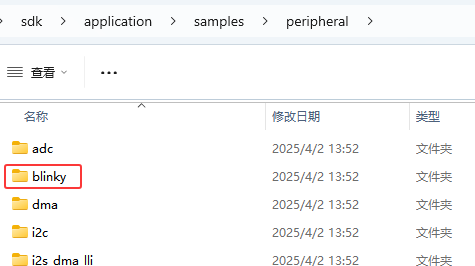 sdk > application > samples > peripheral >
查看 •••
名称 修改日期 类型
adc 2025/4/2 13:52 文件夹
blinky 2025/4/2 13:52 文件夹
dma 2025/4/2 13:52 文件夹
i2c 2025/4/2 13:52 文件夹
i2s_dma_lli 2025/4/2 13:52 文件夹